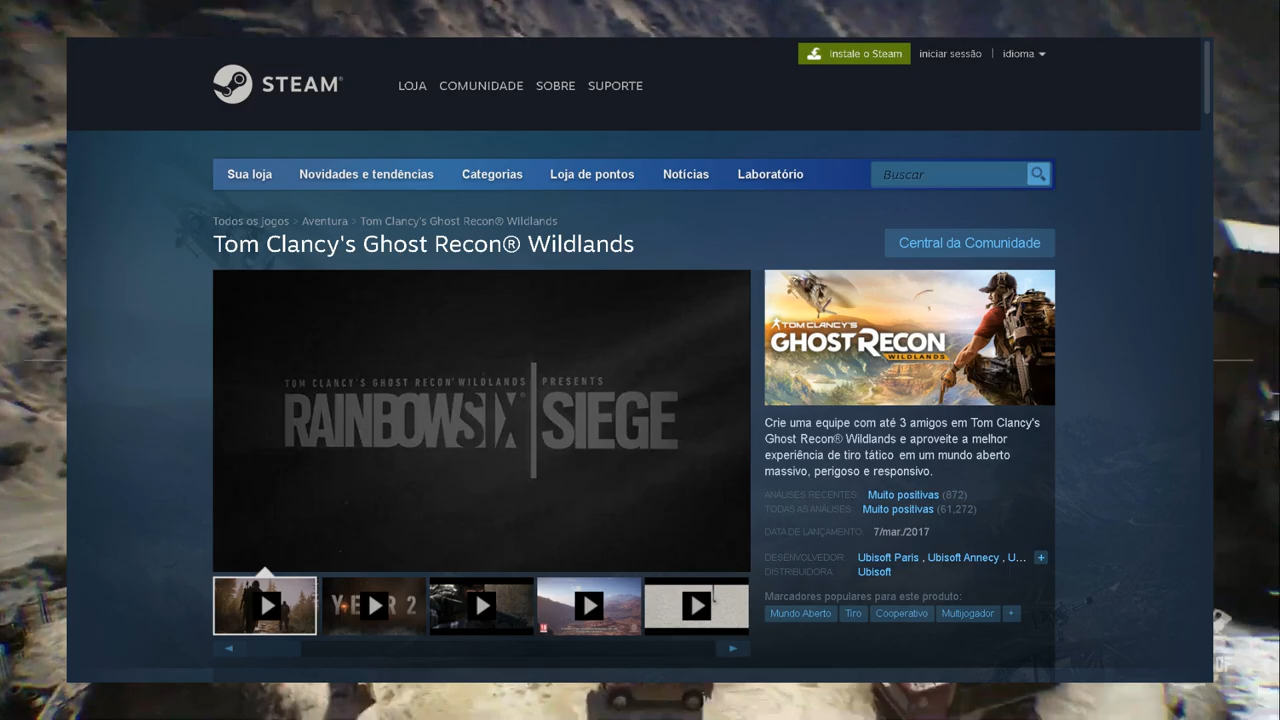 Instale o Steam
iniciar sessão | idioma
STEAM®
LOJA COMUNIDADE SOBRE SUPORTE
Sua loja Novidades e tendências Categorias Loja de pontos Notícias Laboratório Buscar
Todos os jogos > Aventura > Tom Clancy's Ghost Recon® Wildlands
Tom Clancy's Ghost Recon® Wildlands
Central da Comunidade
TOM CLANCY'S GHOST RECON® WILDLANDS | PRESENTS
RAINBOW SIX | SIEGE
YEAR 2
TOM CLANCY'S
GHOST RECON
WILDLANDS
Crie uma equipe com até 3 amigos em Tom Clancy's
Ghost Recon® Wildlands e aproveite a melhor
experiência de tiro tático em um mundo aberto
massivo, perigoso e responsivo.
ANÁLISES RECENTES: Muito positivas (872)
TODAS AS ANÁLISES: Muito positivas (61,272)
DATA DE LANÇAMENTO: 7/mar./2017
DESENVOLVEDOR: Ubisoft Paris , Ubisoft Annecy , U... +
DISTRIBUIDORA: Ubisoft
Marcadores populares para este produto:
Mundo Aberto Tiro Cooperativo Multijogador +